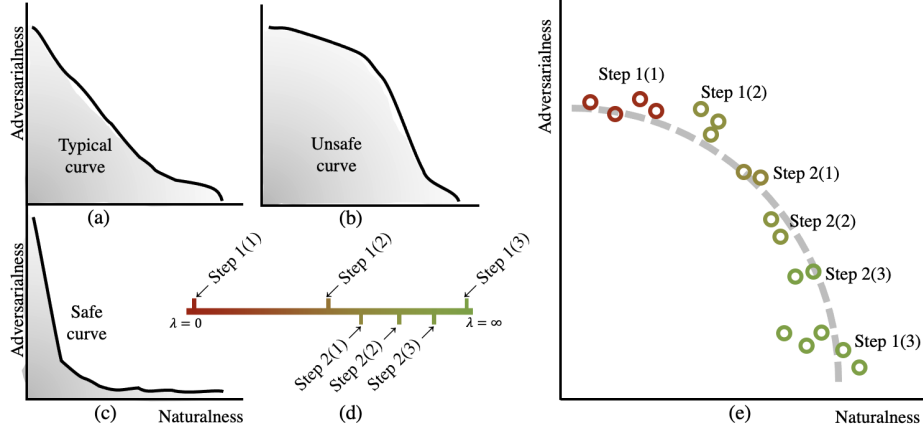 Adversarialness
Typical
curve
(a)
Unsafe
curve
(b)
Adversarialness
Safe
curve
(c)
Naturalness
Step 1(1)
Step 1(2)
Step 1(3)
λ = 0
λ = ∞
Step 2(1)
Step 2(2)
Step 2(3)
(d)
Adversarialness
Step 1(1)
Step 1(2)
Step 2(1)
Step 2(2)
Step 2(3)
Step 1(3)
(e)
Naturalness